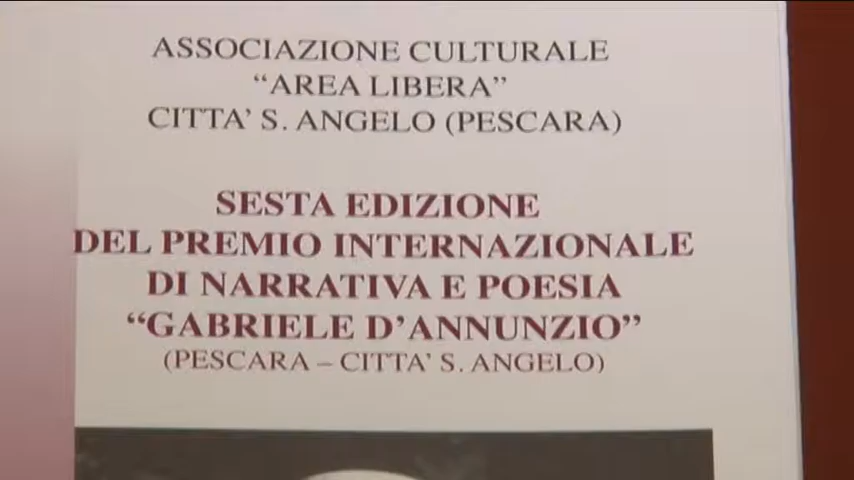 ASSOCIAZIONE CULTURALE
“AREA LIBERA”
CITTA’ S. ANGELO (PESCARA)
SESTA EDIZIONE
DEL PREMIO INTERNAZIONALE
DI NARRATIVA E POESIA
“GABRIELE D’ANNUNZIO”
(PESCARA – CITTA’ S. ANGELO)